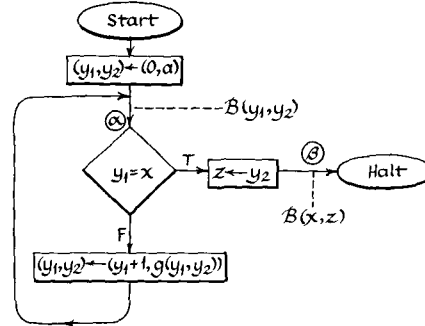 Start
(y₁,y₂)←(0,a)
B(y₁,y₂)
α
y₁=x
T
z←y₂
β
Halt
B(x,z)
F
(y₁,y₂)←(y₁+1,g(y₁,y₂))